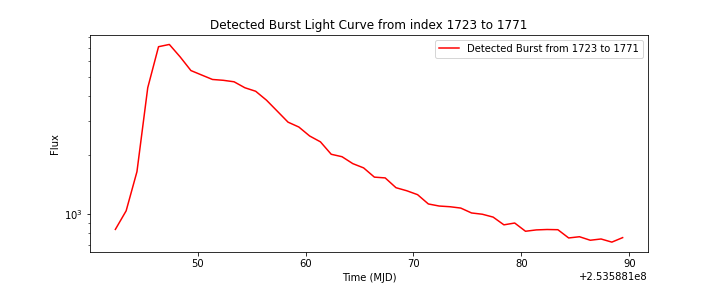 Detected Burst Light Curve from index 1723 to 1771
Detected Burst from 1723 to 1771
Flux
10³
50 60 70 80 90
Time (MJD)
+2.535881e8